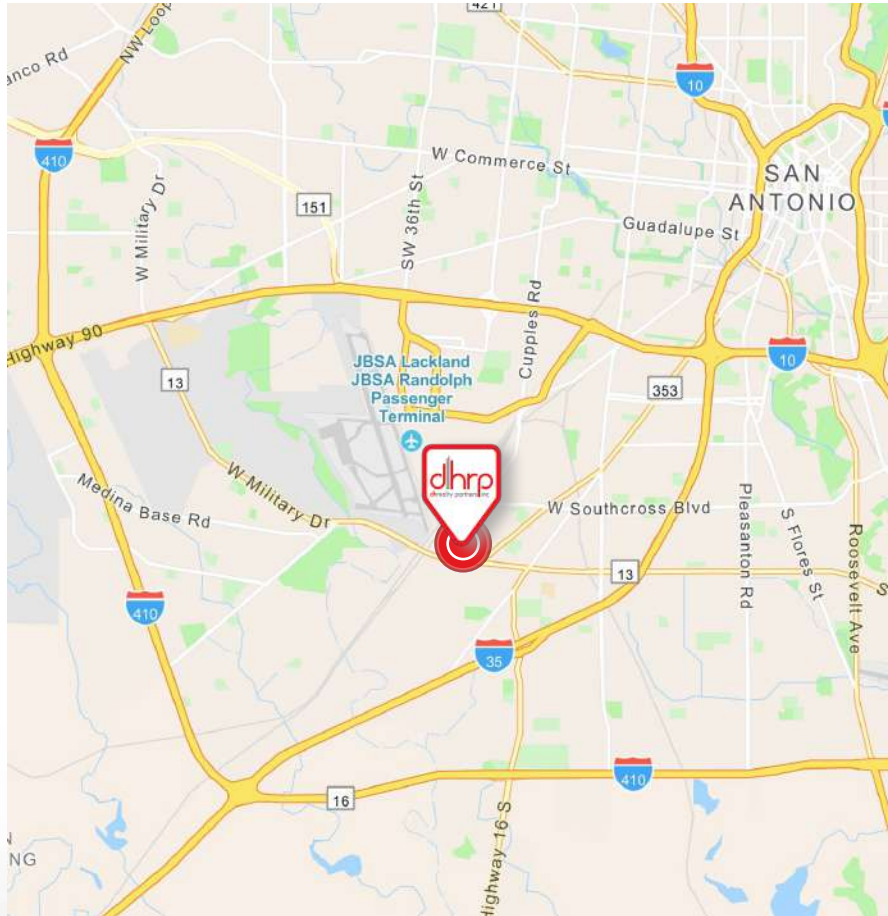 421
NW Loop
anco Rd
10
410
W Commerce St
SAN
ANTONIO
W Military Dr
151
SW 36th St
Guadalupe St
Highway 90
Cupples Rd
JBSA Lackland
JBSA Randolph
Passenger
Terminal
10
13
353
dhrp
W Military Dr
Medina Base Rd
W Southcross Blvd
Pleasanton Rd
S Flores St
Roosevelt Ave
13
S
410
35
410
16
Highway 16 S
N
NG